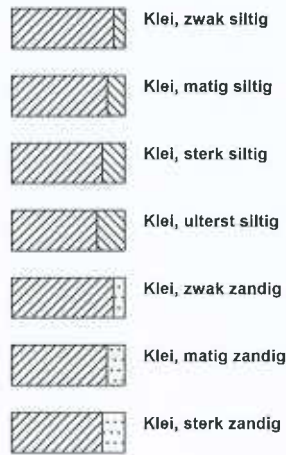 Klei, zwak siltig
Klei, matig siltig
Klei, sterk siltig
Klei, ulterst siltig
Klei, zwak zandig
Klei, matig zandig
Klei, sterk zandig